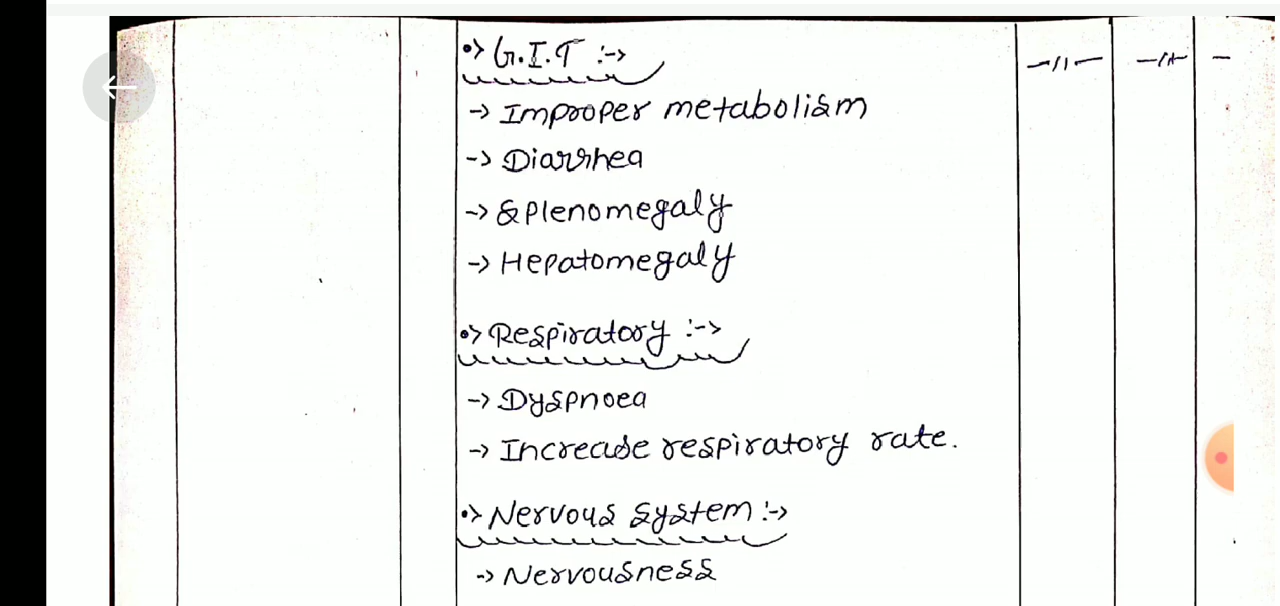 •> G.I.T :->
-//- -//- -
-> Improper metabolism
-> Diarrhea
-> Splenomegaly
-> Hepatomegaly
•> Respiratory :->
-> Dyspnoea
-> Increase respiratory rate.
•> Nervous system :->
-> Nervousness